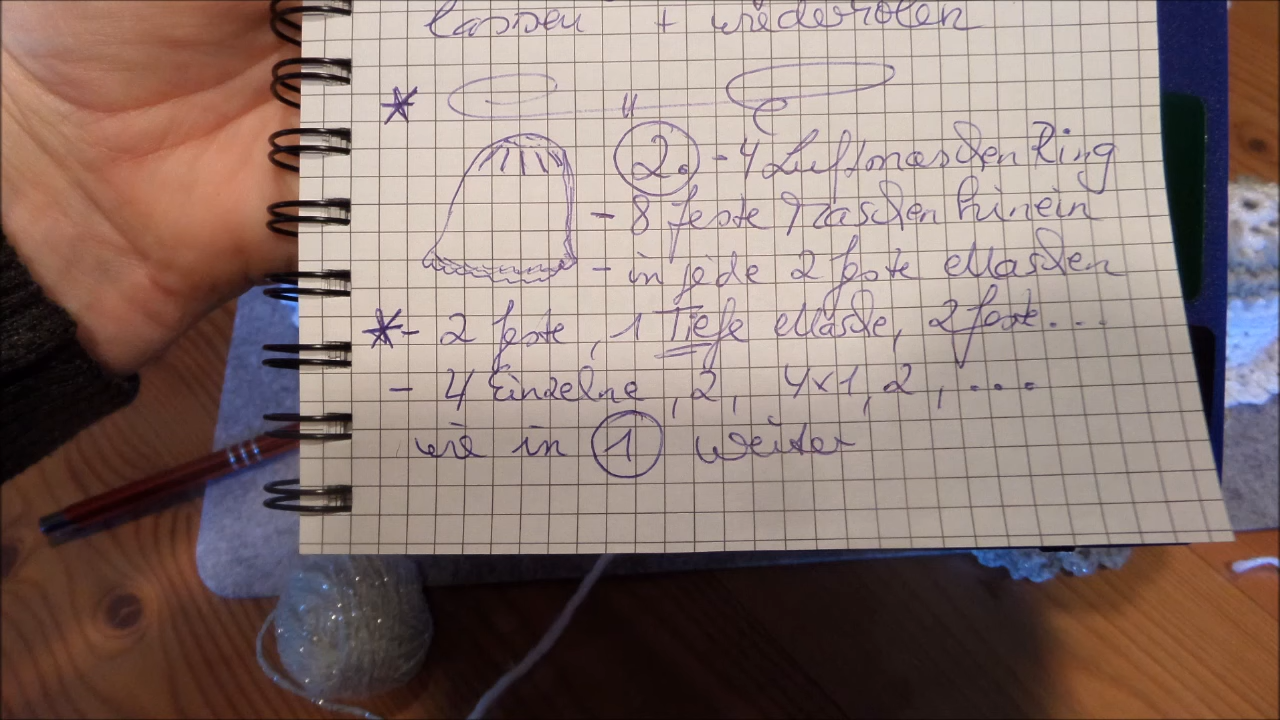 lassen + wiederholen
* "
2. - 4 Luftmaschen Ring
- 8 feste Maschen hinein
- in jede 2 feste Maschen
* - 2 feste, 1 Tiefe Masche, 2 feste...
- 4 Einzelne, 2, 4x1, 2, ...
wie in 1 weiter